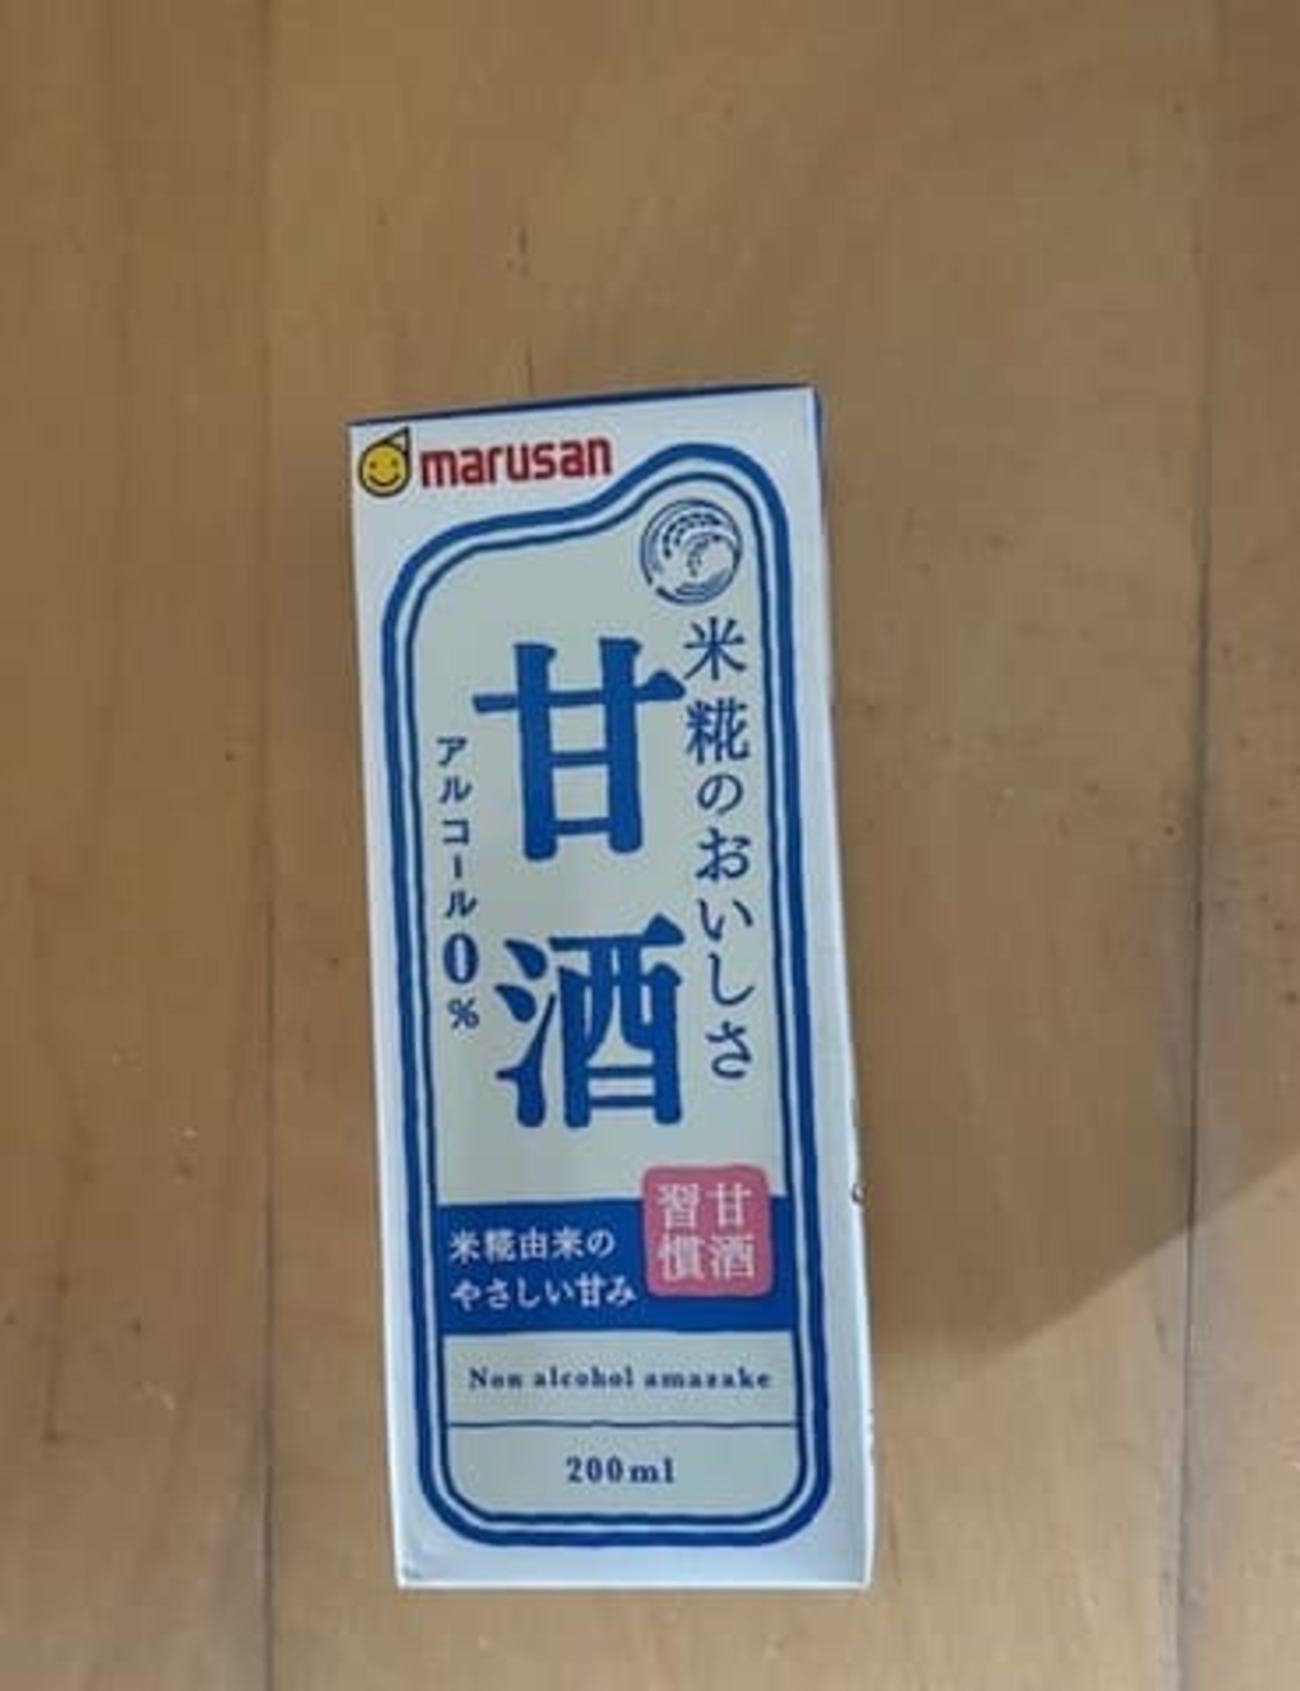 marusan
米糀のおいしさ
甘酒
アルコール0%
甘酒
習慣
米糀由来の
やさしい甘み
Non alcohol amazake
200ml